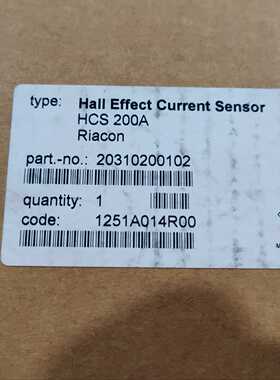 type: Hall Effect Current Sensor
HCS 200A
Riacon
part.-no.: 20310200102
quantity: 1
code: 1251A014R00